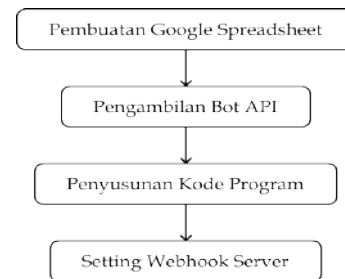 Pembuatan Google Spreadsheet
Pengambilan Bot API
Penyusunan Kode Program
Setting Webhook Server